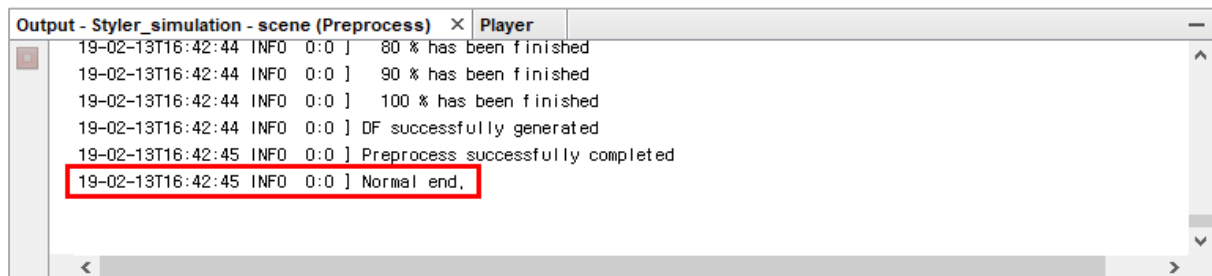 Output - Styler_simulation - scene (Preprocess) × Player
19-02-13T16:42:44 INFO 0:0 ] 80 % has been finished
19-02-13T16:42:44 INFO 0:0 ] 90 % has been finished
19-02-13T16:42:44 INFO 0:0 ] 100 % has been finished
19-02-13T16:42:44 INFO 0:0 ] DF successfully generated
19-02-13T16:42:45 INFO 0:0 ] Preprocess successfully completed
19-02-13T16:42:45 INFO 0:0 ] Normal end.